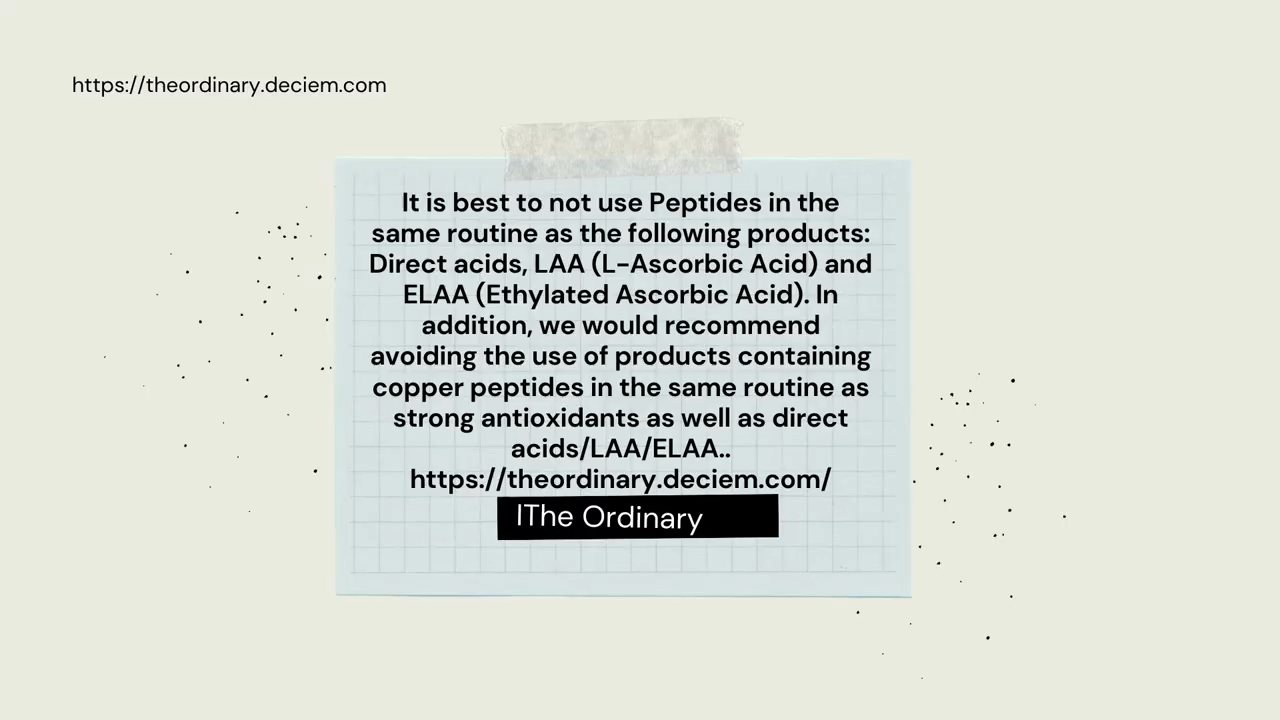 https://theordinary.deciem.com
It is best to not use Peptides in the
same routine as the following products:
Direct acids, LAA (L-Ascorbic Acid) and
ELAA (Ethylated Ascorbic Acid). In
addition, we would recommend
avoiding the use of products containing
copper peptides in the same routine as
strong antioxidants as well as direct
acids/LAA/ELAA..
https://theordinary.deciem.com/
IThe Ordinary